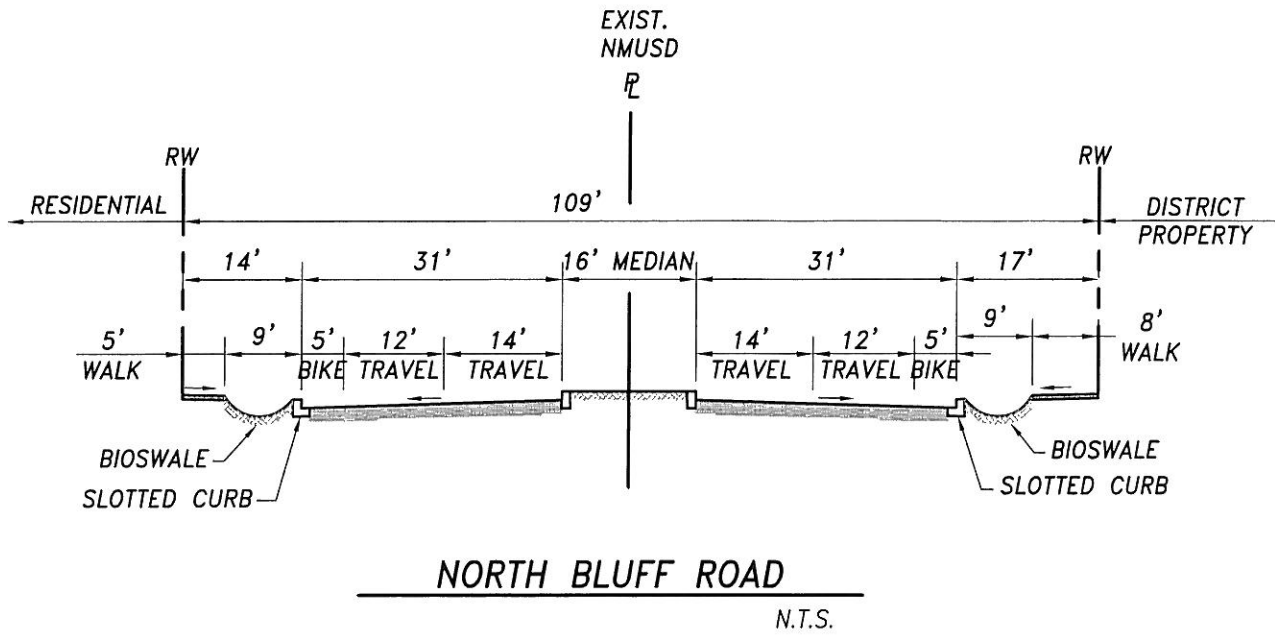 EXIST.
NMUSD
PL
RW
RW
RESIDENTIAL
109'
DISTRICT
PROPERTY
14'
31'
16' MEDIAN
31'
17'
5'
WALK
9'
5'
BIKE
12'
TRAVEL
14'
TRAVEL
14'
TRAVEL
12'
TRAVEL
5'
BIKE
9'
8'
WALK
BIOSWALE
SLOTTED CURB
BIOSWALE
SLOTTED CURB
NORTH BLUFF ROAD
N.T.S.